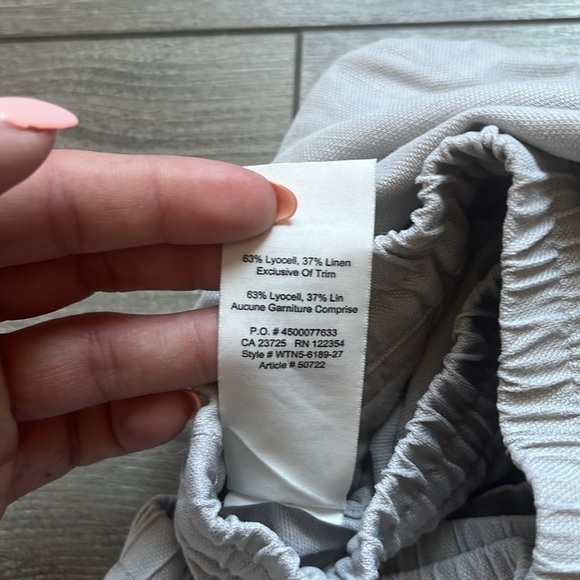 63% Lyocell, 37% Linen
Exclusive Of Trim
63% Lyocell, 37% Lin
Aucune Garniture Comprise
P.O. # 4500077633
CA 23725 RN 122354
Style # WTN5-6189-27
Article # 50722